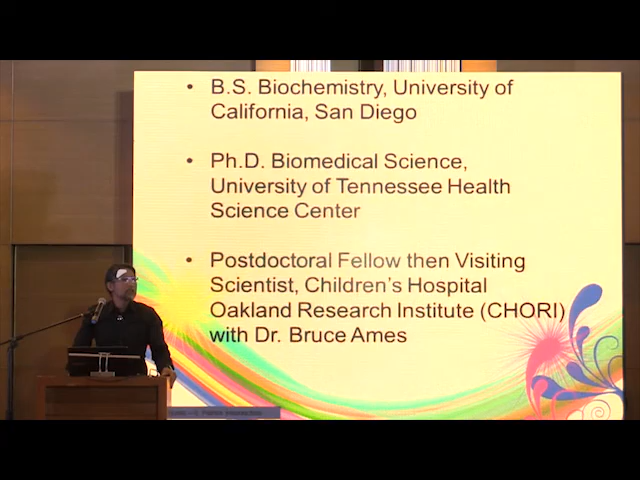 • B.S. Biochemistry, University of
California, San Diego
• Ph.D. Biomedical Science,
University of Tennessee Health
Science Center
• Postdoctoral Fellow then Visiting
Scientist, Children's Hospital
Oakland Research Institute (CHORI)
with Dr. Bruce Ames